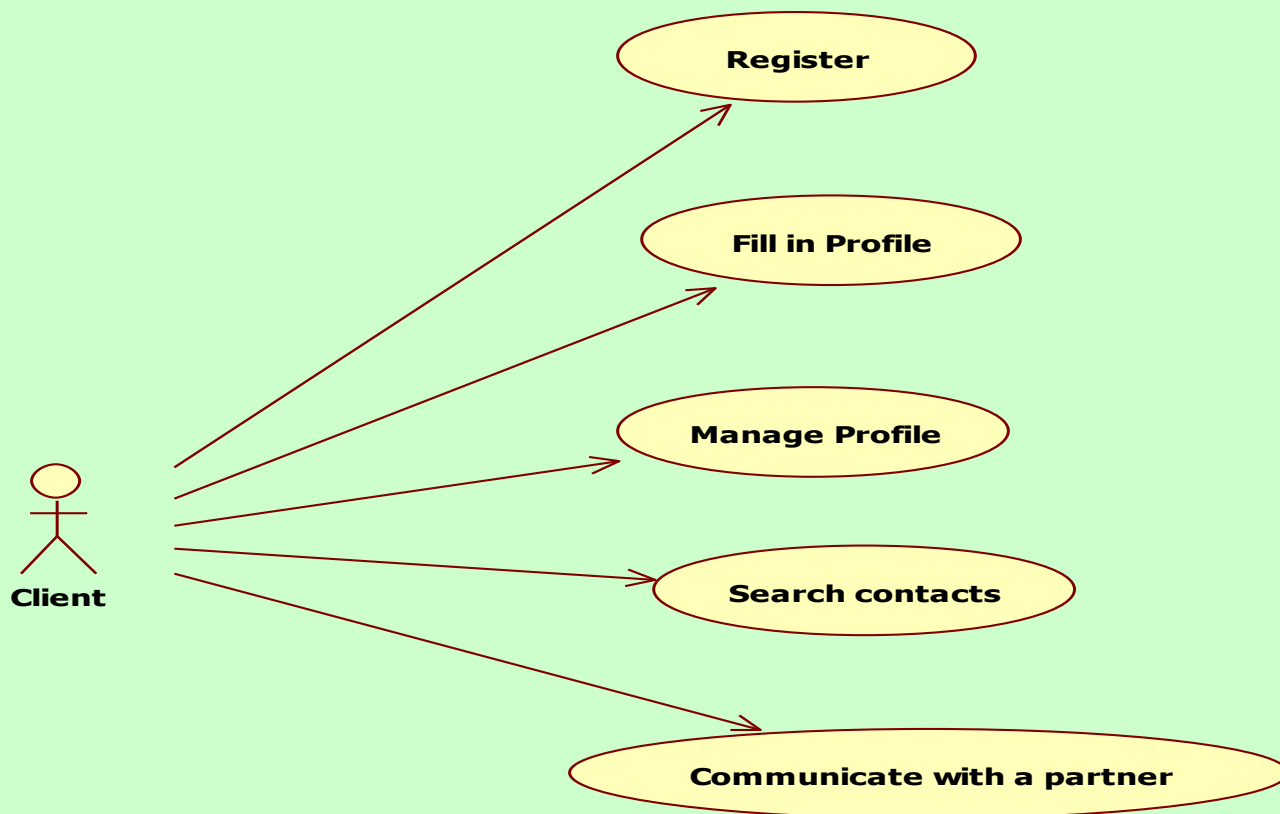 Register
Fill in Profile
Manage Profile
Client
Search contacts
Communicate with a partner